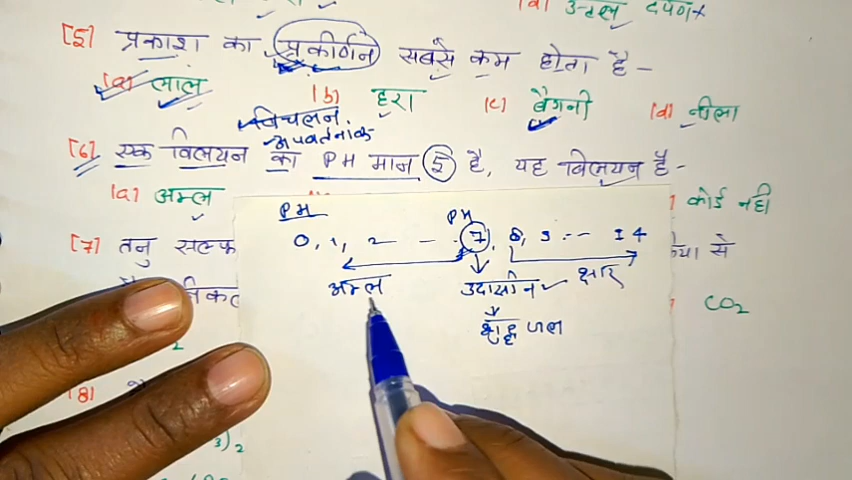 (d) उत्तल दर्पण
[5] प्रकाश का प्रकीर्णन सबसे कम होता है –
(a) लाल (b) हरा (c) बैगनी (d) नीला
विचलन.
अपवर्तनांक
[6] एक विलयन का PH मान 5 है, यह विलयन है –
(a) अम्ल कोई नही
PH
PH
0, 1, 2 – – – 7, 8, 9 – – 14
अम्ल उदासीन क्षार
जल
[7] तनु सल्फ से
CO2
2
[8]
3)2